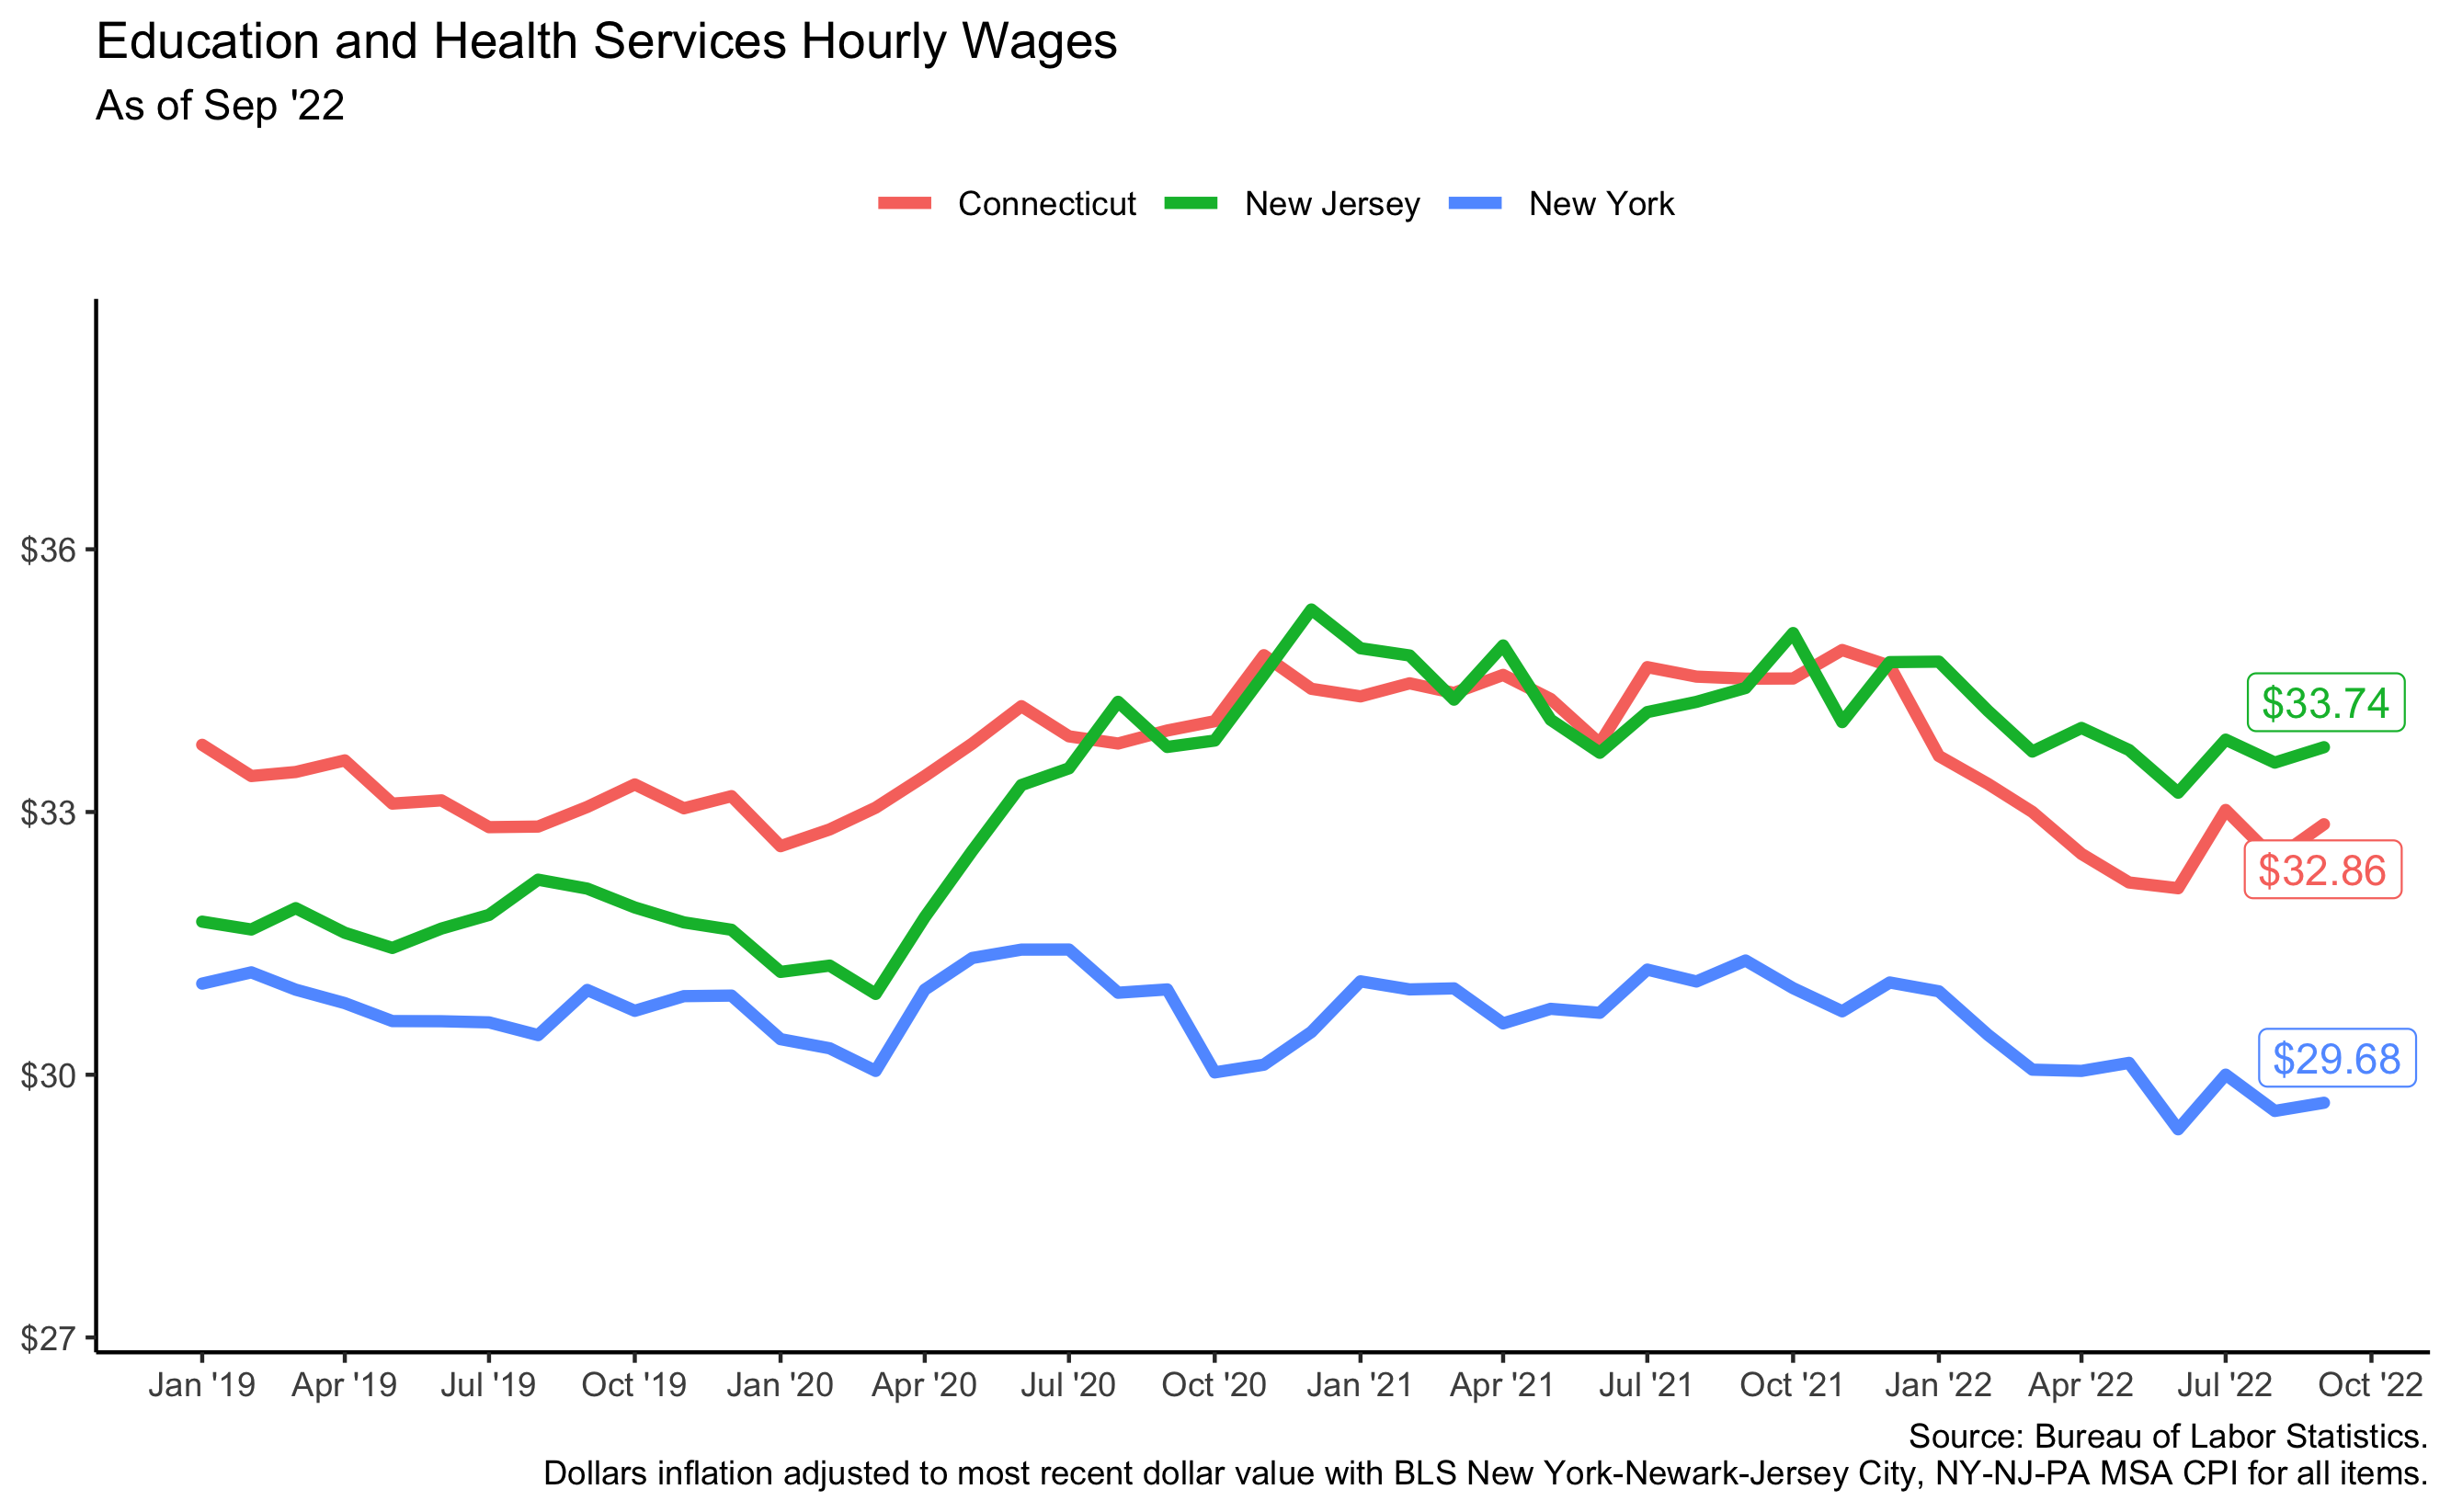 Education and Health Services Hourly Wages
As of Sep '22
Connecticut New Jersey New York
$36
$33
$30
$27
$33.74
$32.86
$29.68
Jan '19 Apr '19 Jul '19 Oct '19 Jan '20 Apr '20 Jul '20 Oct '20 Jan '21 Apr '21 Jul '21 Oct '21 Jan '22 Apr '22 Jul '22 Oct '22
Source: Bureau of Labor Statistics.
Dollars inflation adjusted to most recent dollar value with BLS New York-Newark-Jersey City, NY-NJ-PA MSA CPI for all items.